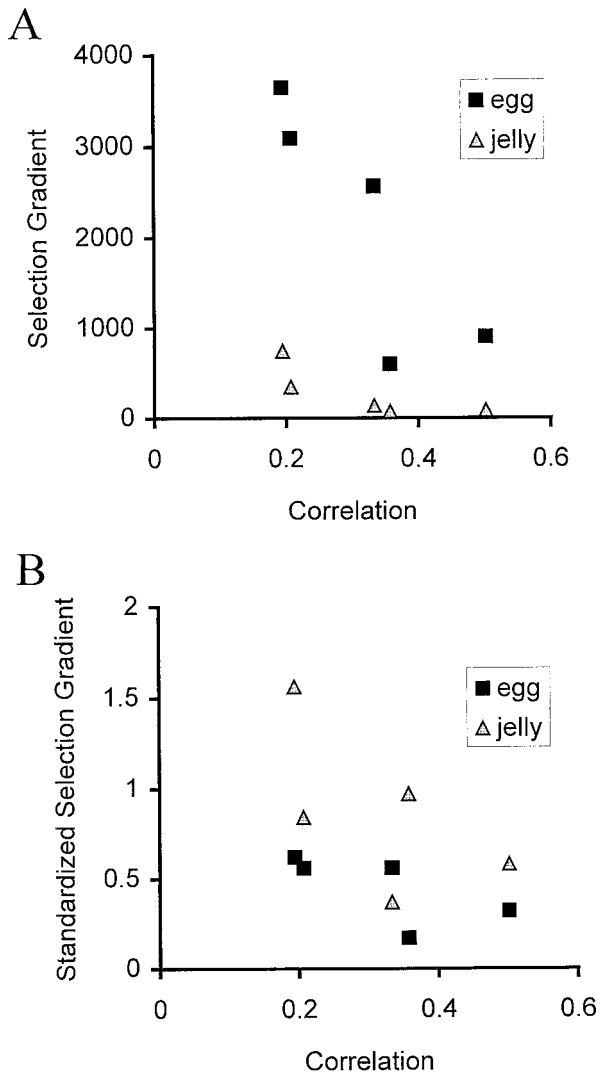 A
4000
3000
2000
1000
0
Selection Gradient
egg
jelly
0 0.2 0.4 0.6
Correlation
B
2
1.5
1
0.5
0
Standardized Selection Gradient
egg
jelly
0 0.2 0.4 0.6
Correlation